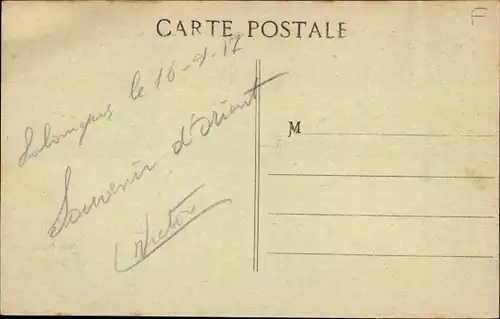 CARTE POSTALE
F
Salonique le 16-9-17
Souvenir d'orient
Victor
M